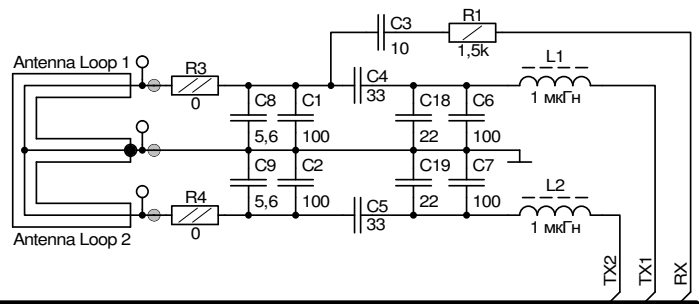 C3
10
R1
1,5k
Antenna Loop 1
R3
0
C8
5,6
C1
100
C4
33
C18
22
C6
100
L1
1 мкГн
C9
5,6
C2
100
C5
33
C19
22
C7
100
L2
1 мкГн
R4
0
Antenna Loop 2
TX2
TX1
RX